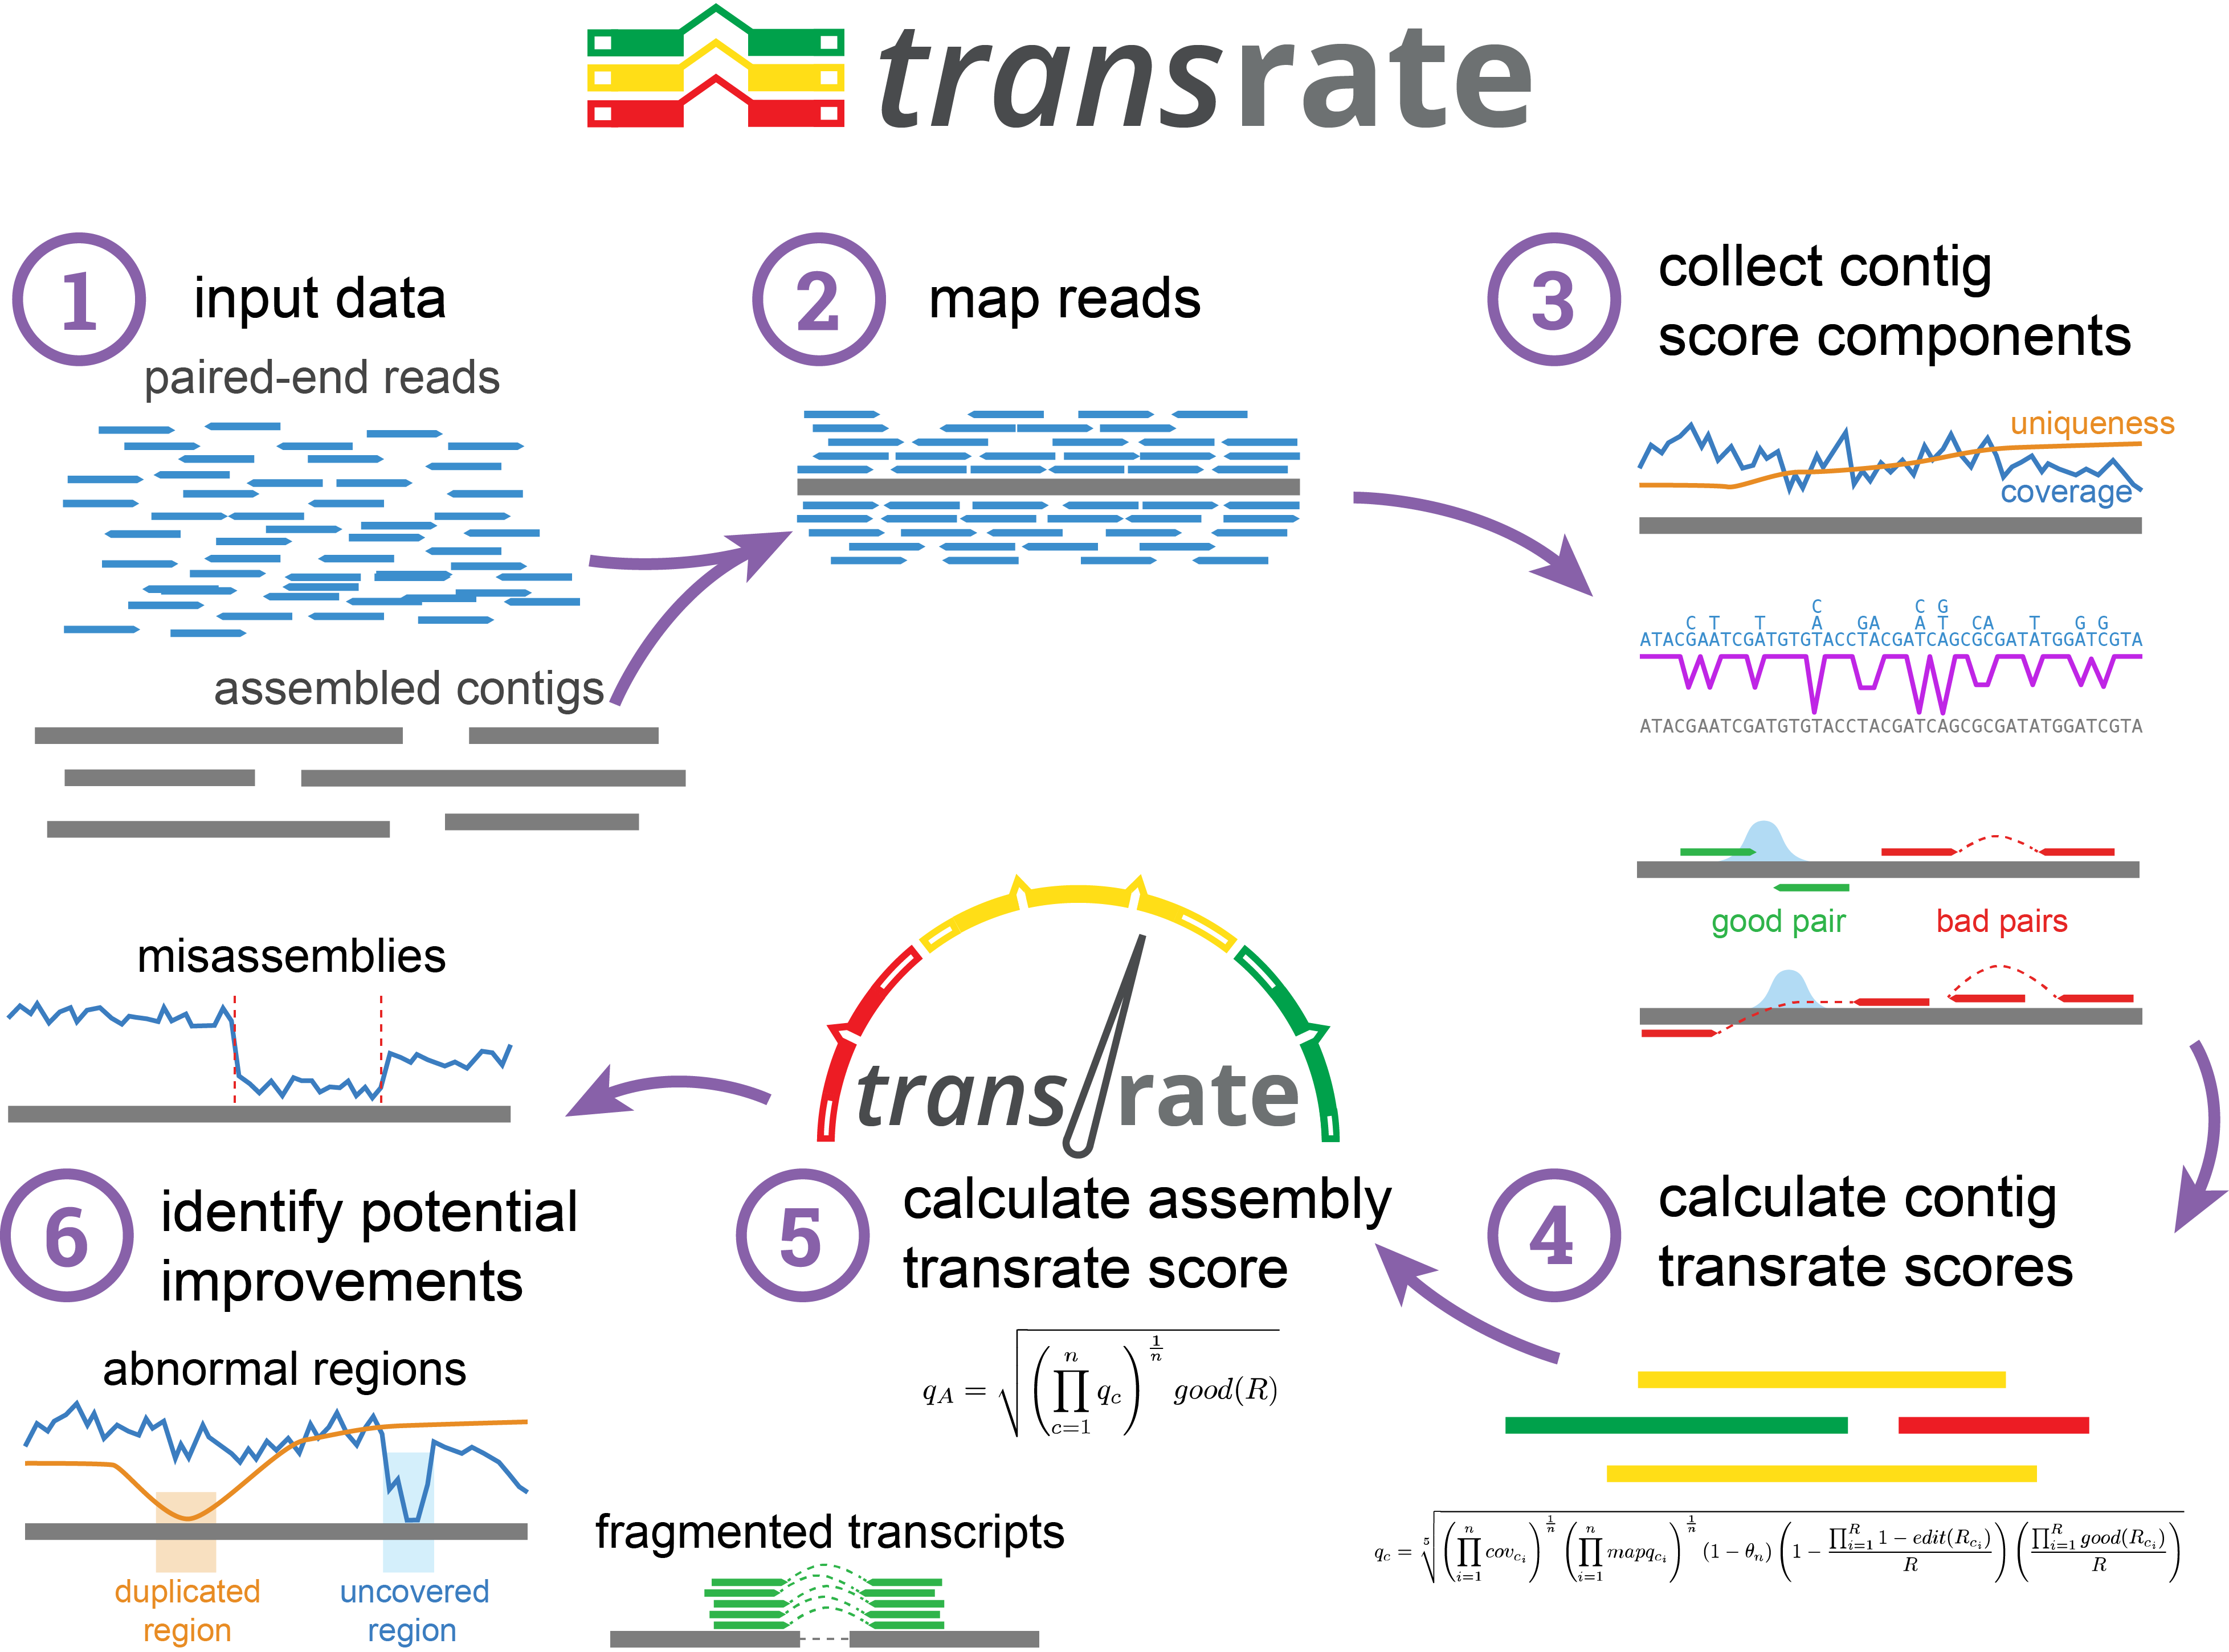 transrate
1
input data
paired-end reads
assembled contigs
2
map reads
3
collect contig
score components
uniqueness
coverage
C G
C
C T T A GA A T CA T G G
ATACGAATCGATGTGTACCTACGATCAGCGCGATATGGATCGTA
ATACGAATCGATGTGTACCTACGATCAGCGCGATATGGATCGTA
good pair
bad pairs
4
calculate contig
transrate scores
q_c = \sqrt[5]{\left(\prod_{i=1}^{n} cov_{c_i}\right)^{\frac{1}{n}} \left(\prod_{i=1}^{n} mapq_{c_i}\right)^{\frac{1}{n}} (1 - \theta_n) \left(1 - \frac{\prod_{i=1}^{R} 1 - edit(R_{c_i})}{R}\right) \left(\frac{\prod_{i=1}^{R} good(R_{c_i})}{R}\right)}
transrate
5
calculate assembly
transrate score
q_A = \sqrt{\left(\prod_{c=1}^{n} q_c\right)^{\frac{1}{n}} good(R)}
misassemblies
6
identify potential
improvements
abnormal regions
duplicated
region
uncovered
region
fragmented transcripts